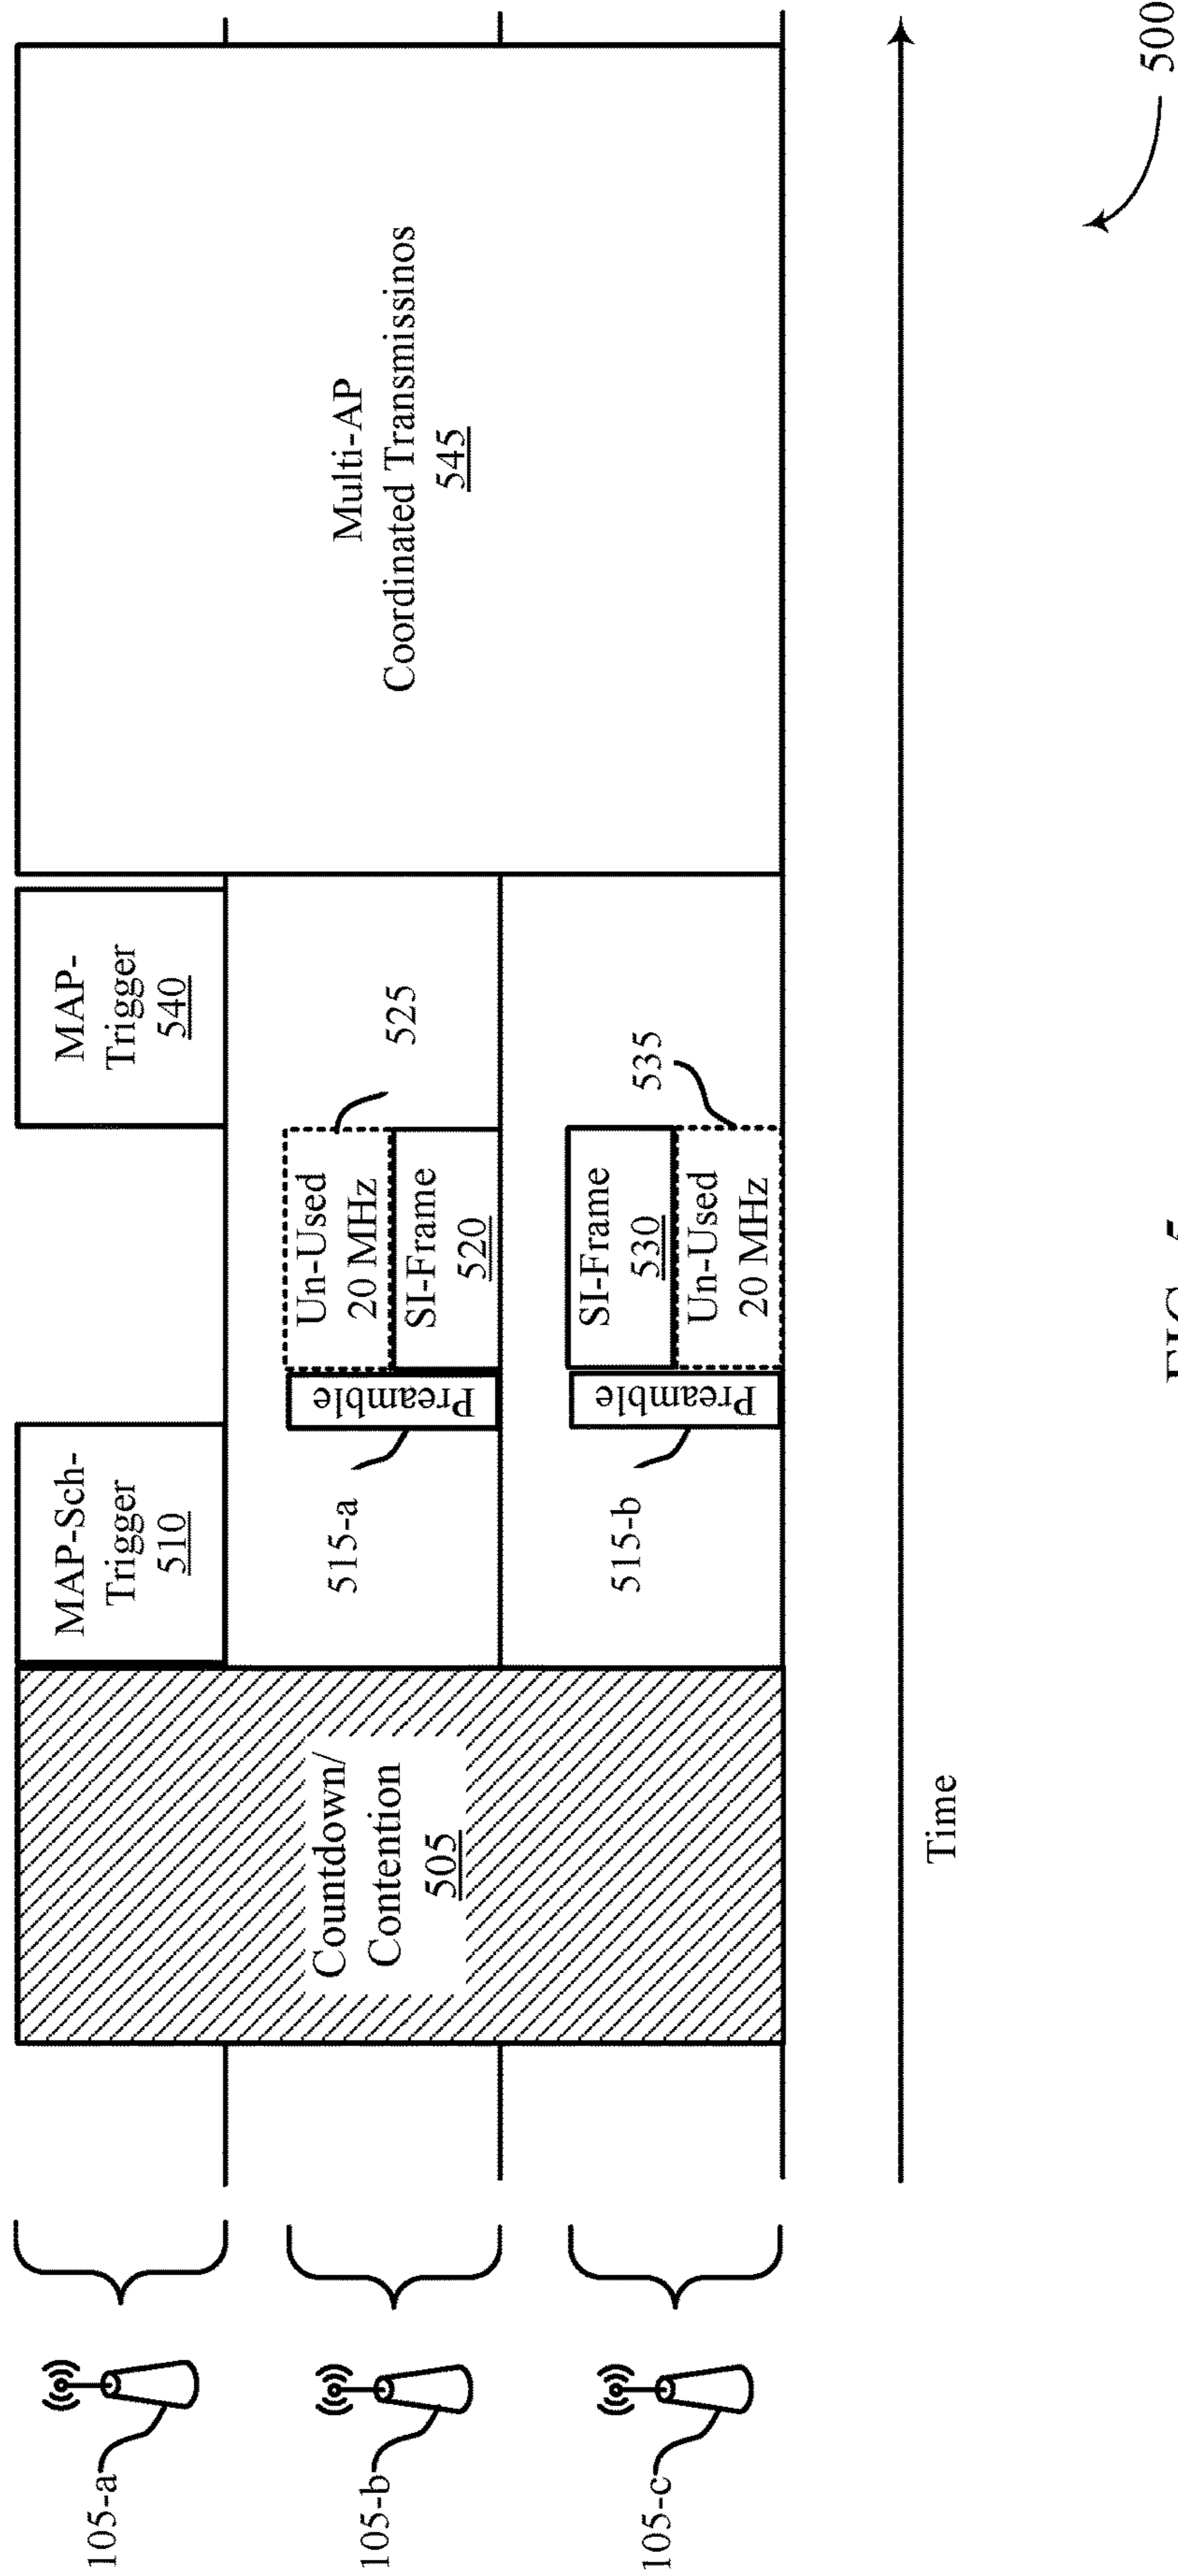 105-a
105-b
105-c
Countdown/
Contention
505
MAP-Sch-
Trigger
510
515-a
Preamble
Un-Used
20 MHz
SI-Frame
520
525
515-b
Preamble
SI-Frame
530
Un-Used
20 MHz
535
MAP-
Trigger
540
Multi-AP
Coordinated Transmissinos
545
Time
500